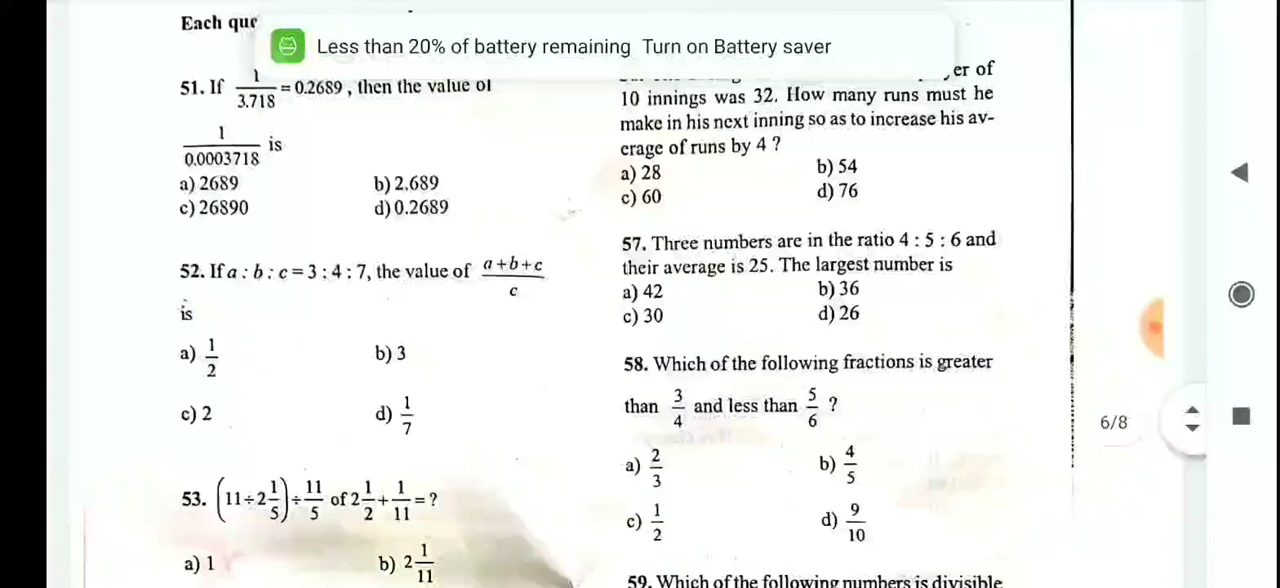 Each que
Less than 20% of battery remaining Turn on Battery saver
51. If 1/3.718 = 0.2689 , then the value of
1/0.0003718 is
a) 2689 b) 2.689
c) 26890 d) 0.2689
52. If a : b : c = 3 : 4 : 7, the value of (a+b+c)/c
is
a) 1/2 b) 3
c) 2 d) 1/7
53. (11÷2 1/5)÷ 11/5 of 2 1/2 + 1/11 = ?
a) 1 b) 2 1/11
er of
10 innings was 32. How many runs must he
make in his next inning so as to increase his av-
erage of runs by 4 ?
a) 28 b) 54
c) 60 d) 76
57. Three numbers are in the ratio 4 : 5 : 6 and
their average is 25. The largest number is
a) 42 b) 36
c) 30 d) 26
58. Which of the following fractions is greater
than 3/4 and less than 5/6 ?
a) 2/3 b) 4/5
c) 1/2 d) 9/10
59. Which of the following numbers is divisible
6/8